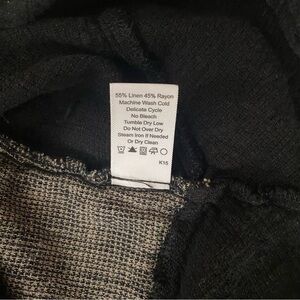 55% Linen 45% Rayon
Machine Wash Cold
Delicate Cycle
No Bleach
Tumble Dry Low
Do Not Over Dry
Steam Iron if Needed
Or Dry Clean
K15